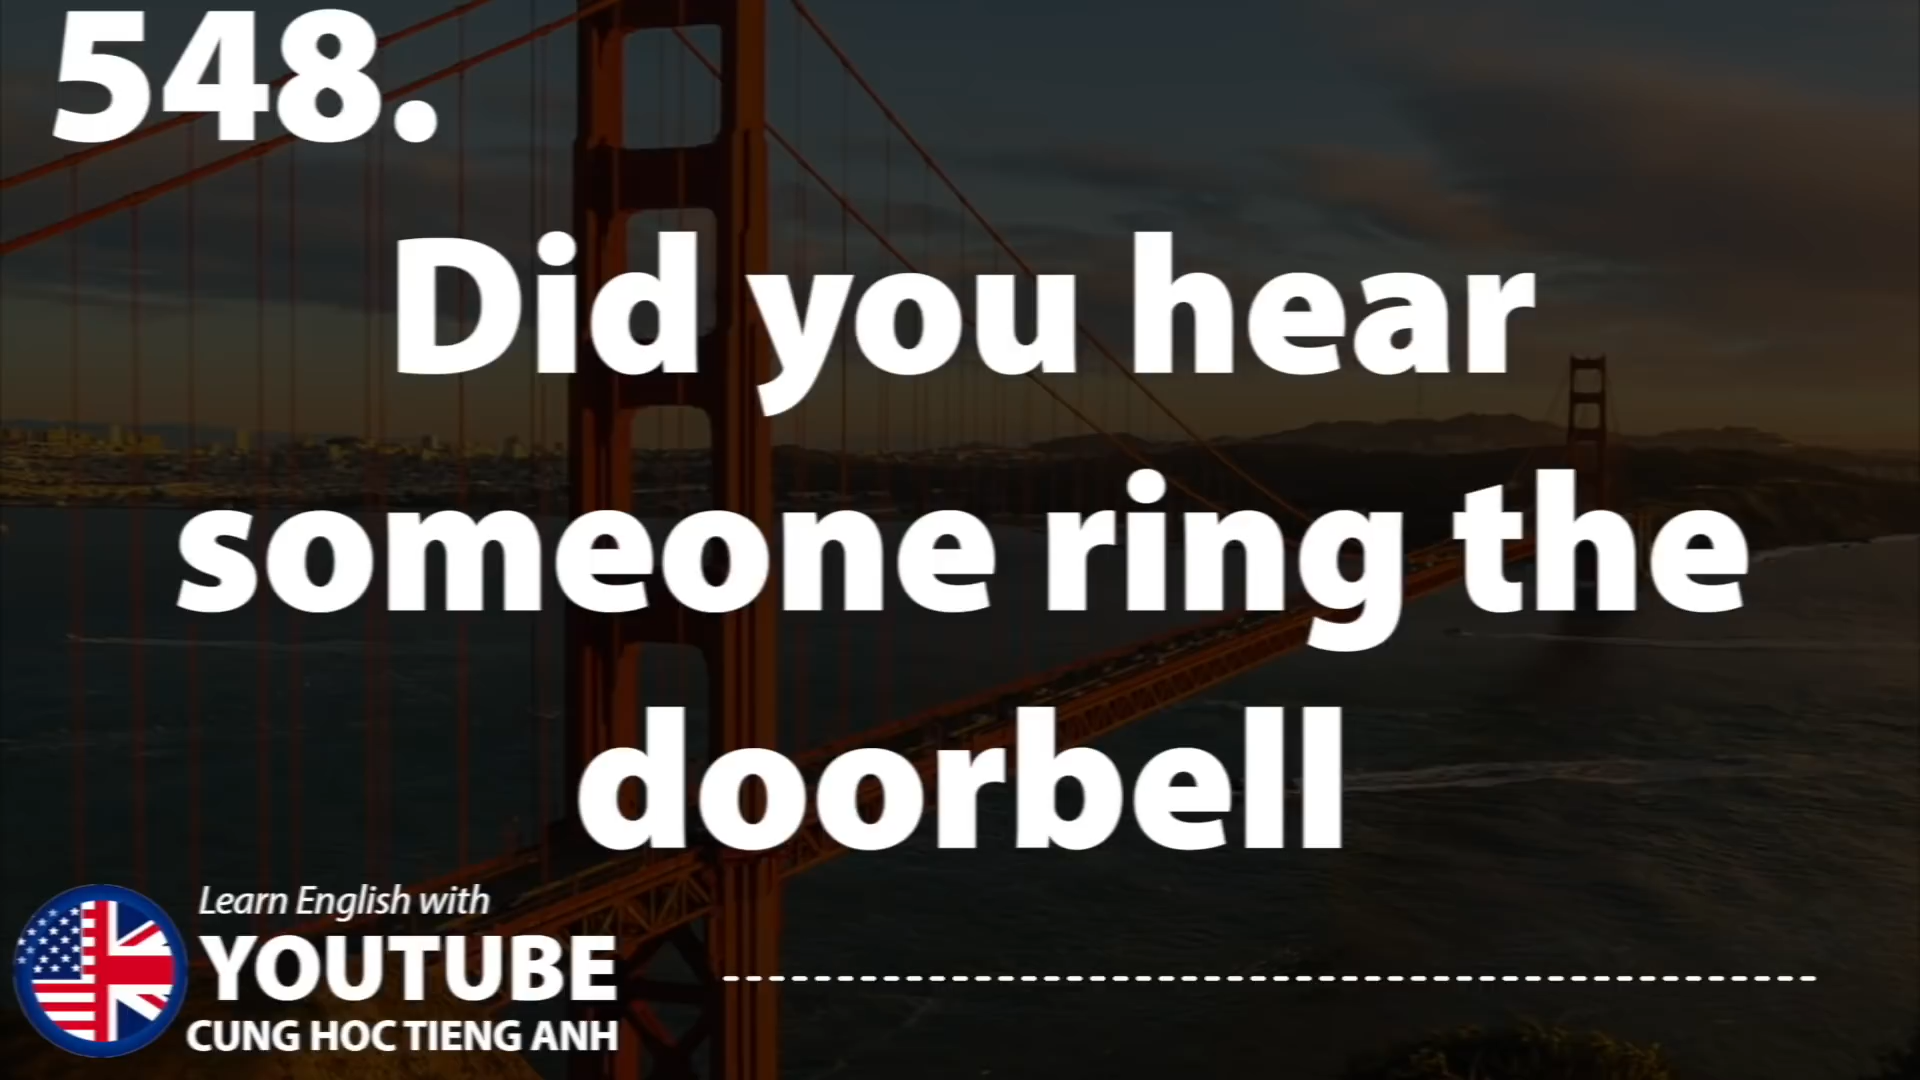 548.
Did you hear
someone ring the
doorbell
Learn English with
YOUTUBE
CUNG HOC TIENG ANH